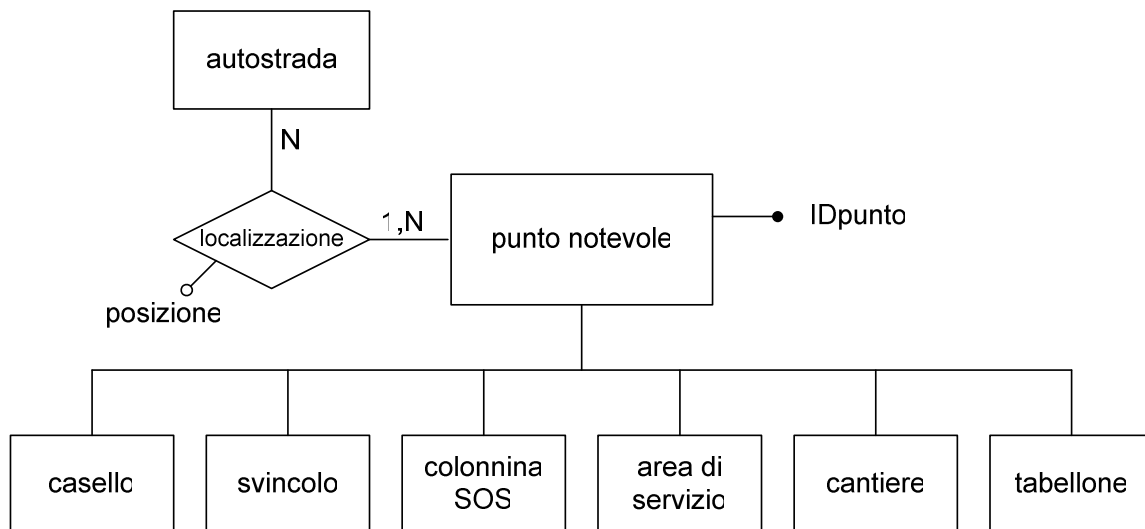 autostrada
N
localizzazione
1,N
posizione
punto notevole
IDpunto
casello
svincolo
colonnina
SOS
area di
servizio
cantiere
tabellone